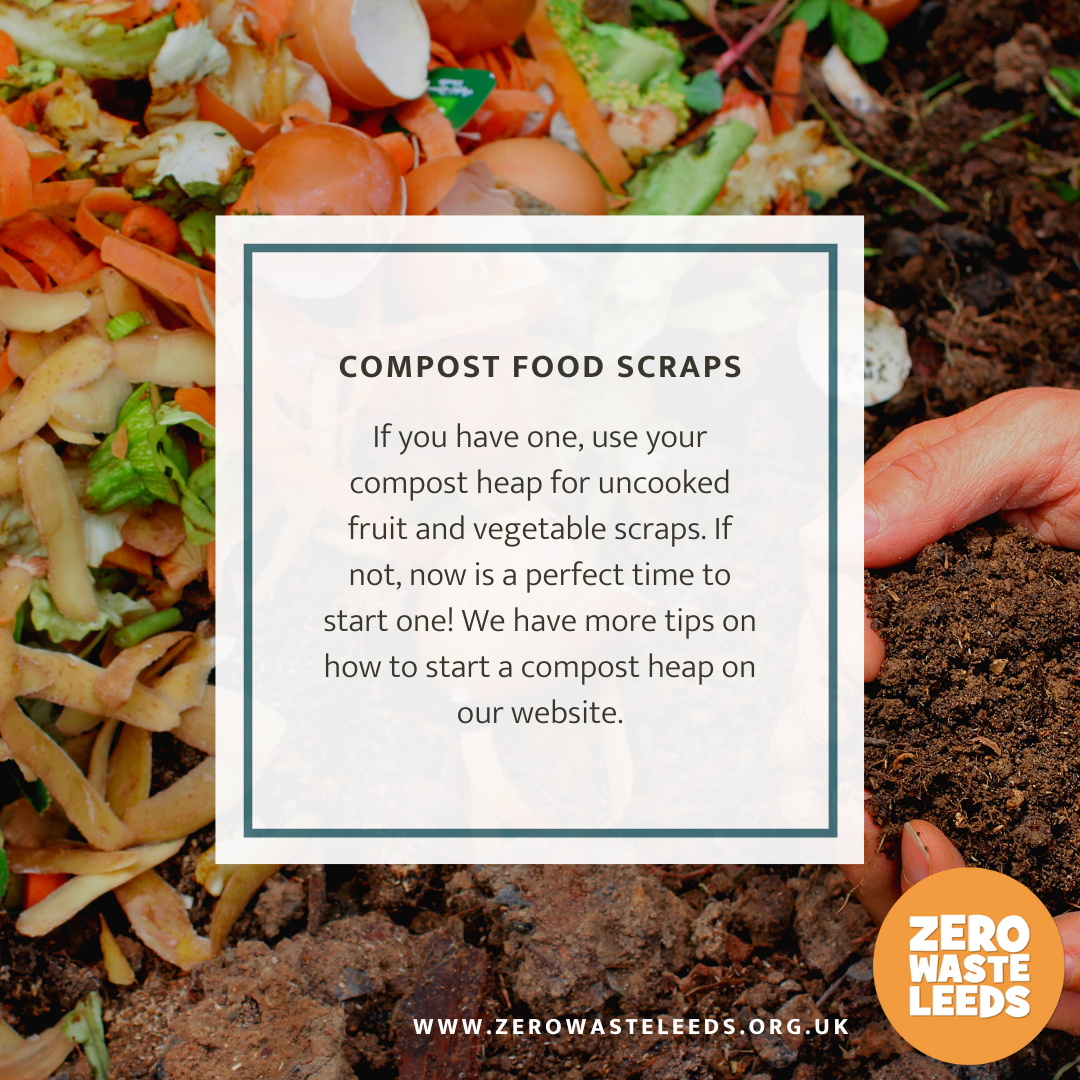 COMPOST FOOD SCRAPS
If you have one, use your
compost heap for uncooked
fruit and vegetable scraps. If
not, now is a perfect time to
start one! We have more tips on
how to start a compost heap on
our website.
WWW.ZEROWASTELEEDS.ORG.UK
ZERO
WASTE
LEEDS